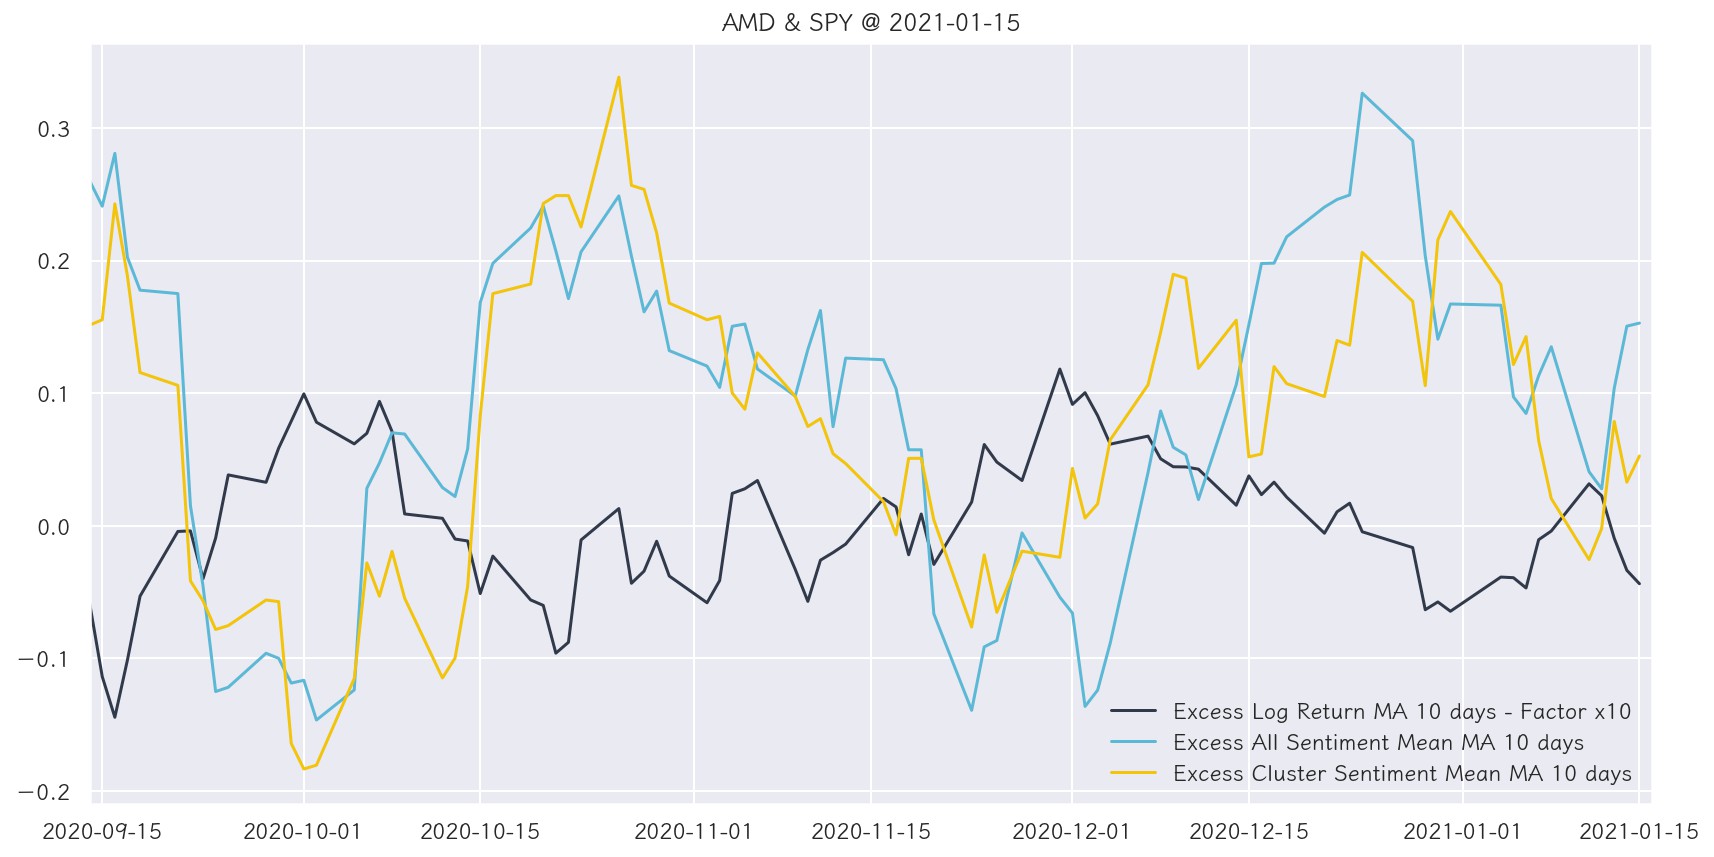 AMD & SPY @ 2021-01-15
0.3
0.2
0.1
0.0
−0.1
−0.2
Excess Log Return MA 10 days - Factor x10
Excess All Sentiment Mean MA 10 days
Excess Cluster Sentiment Mean MA 10 days
2020-09-15 2020-10-01 2020-10-15 2020-11-01 2020-11-15 2020-12-01 2020-12-15 2021-01-01 2021-01-15